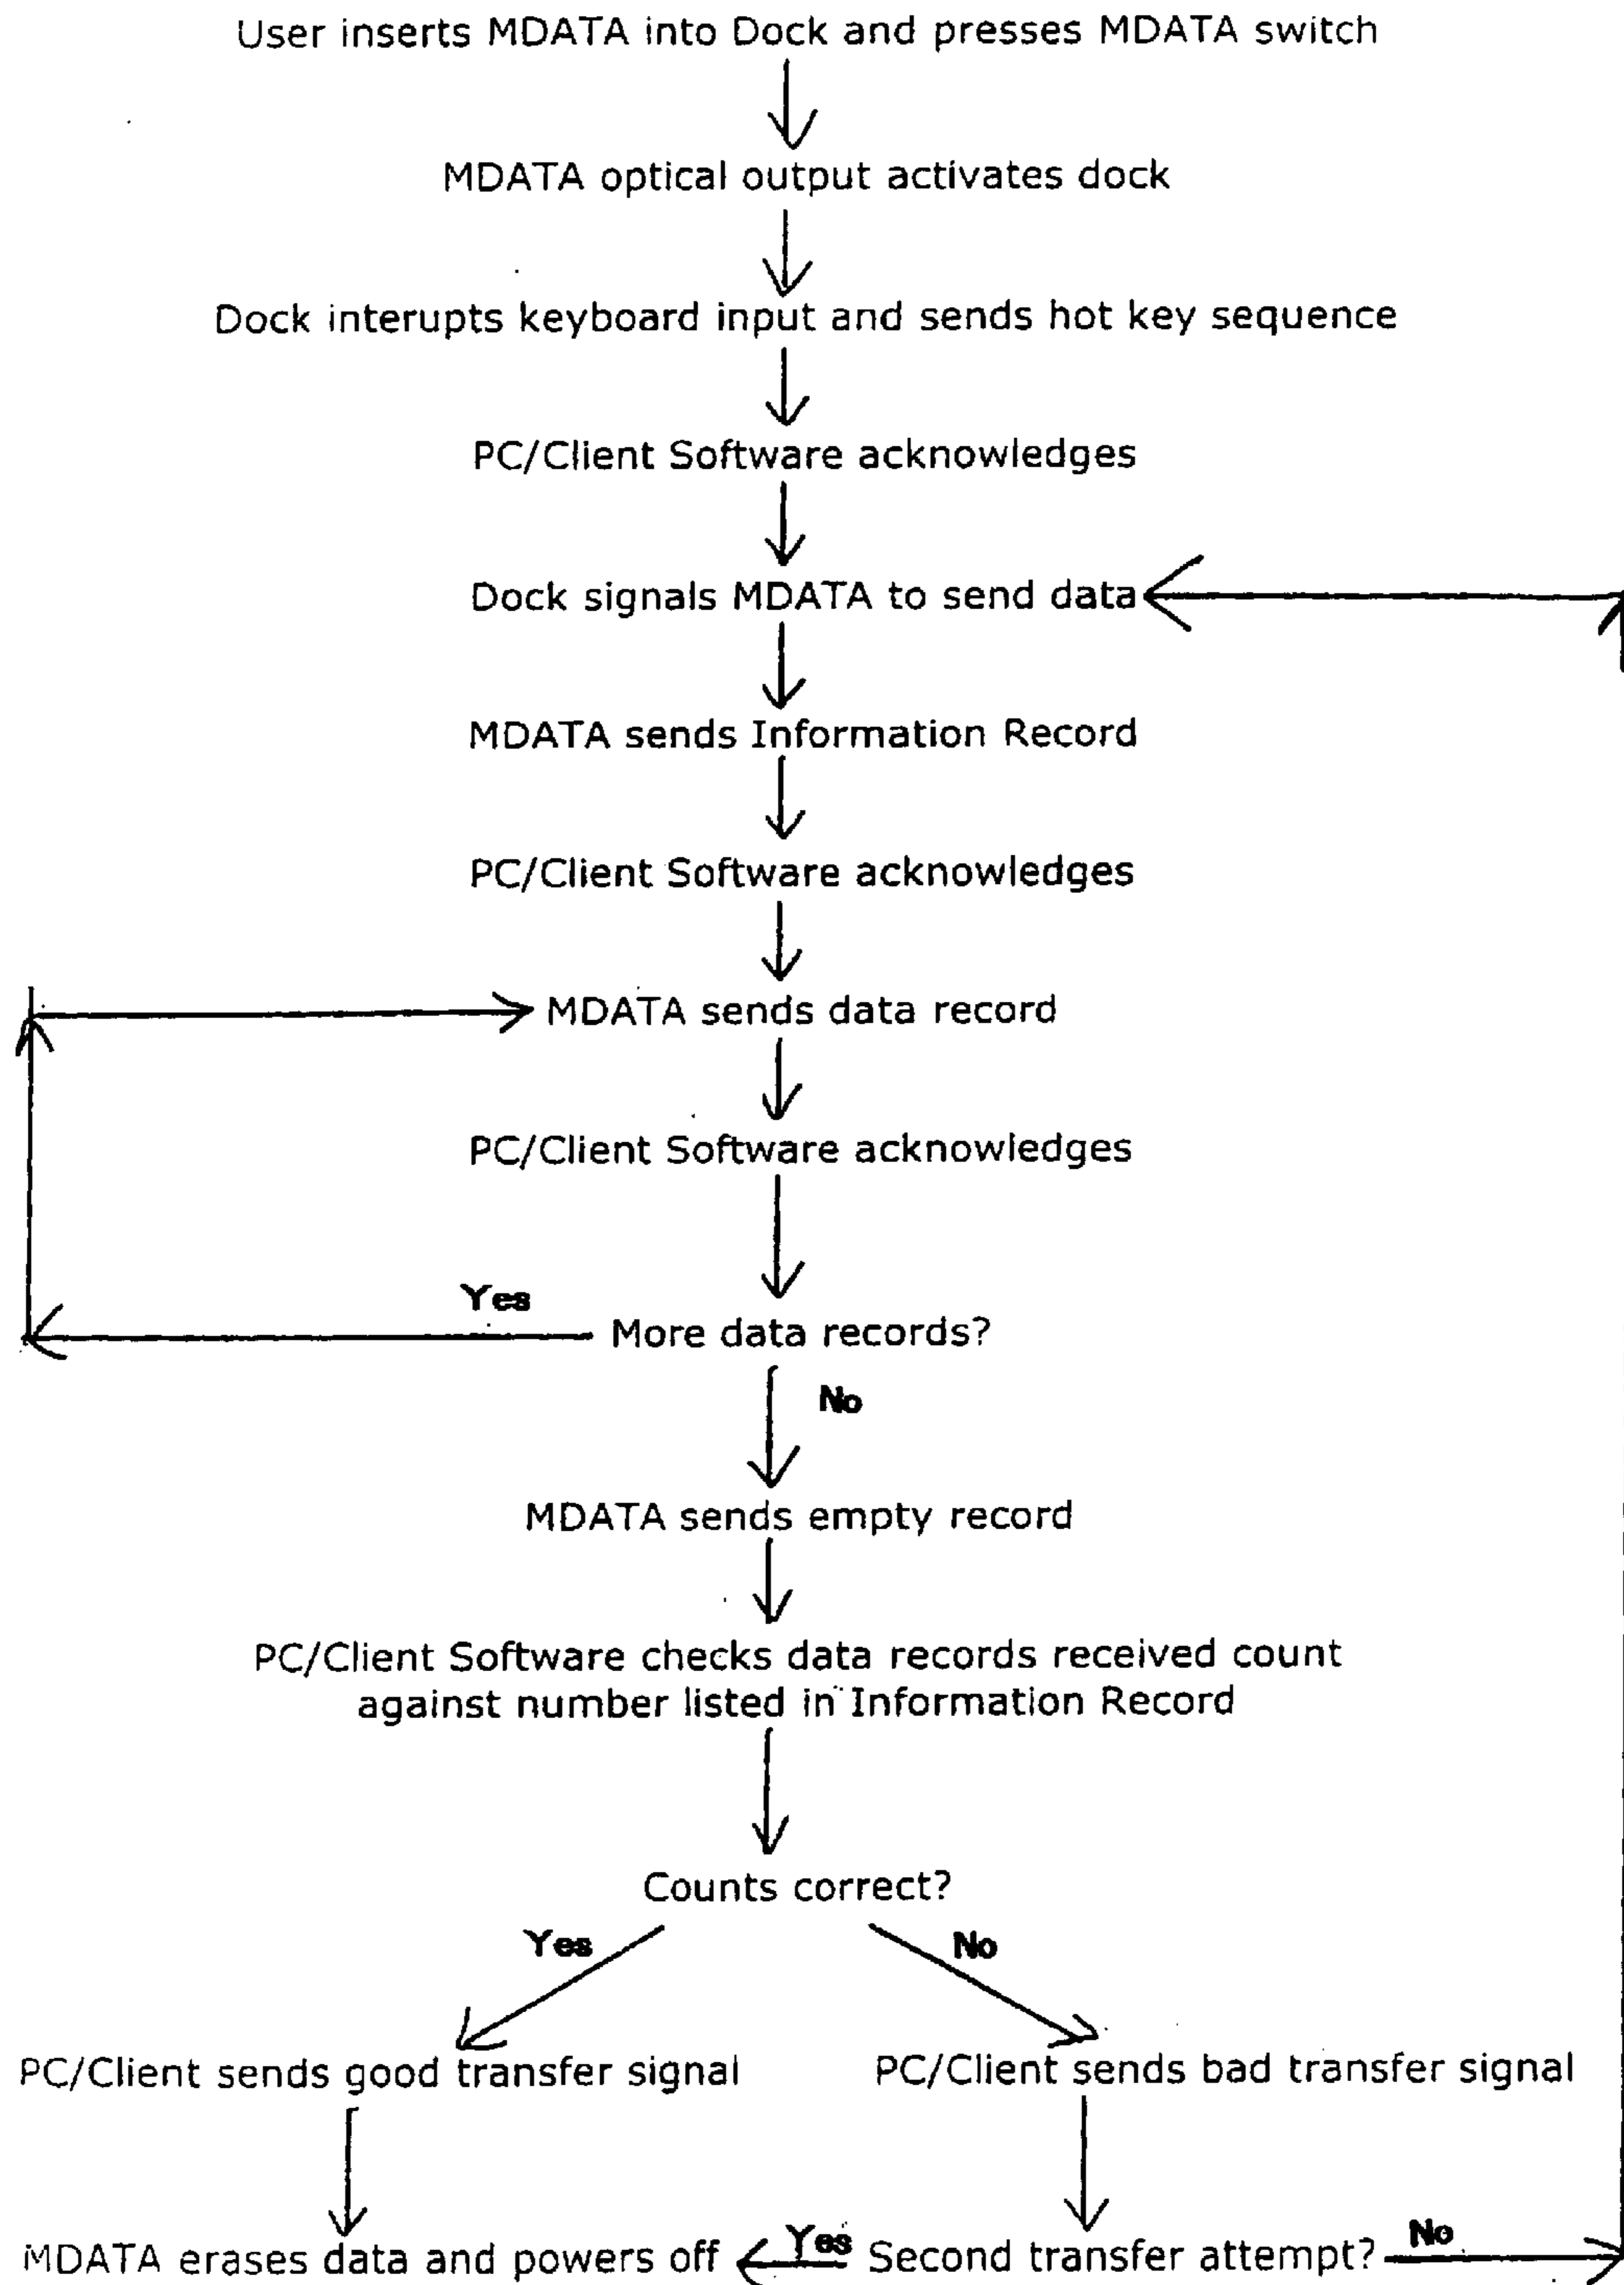 User inserts MDATA into Dock and presses MDATA switch
MDATA optical output activates dock
Dock interupts keyboard input and sends hot key sequence
PC/Client Software acknowledges
Dock signals MDATA to send data
MDATA sends Information Record
PC/Client Software acknowledges
MDATA sends data record
PC/Client Software acknowledges
Yes
More data records?
No
MDATA sends empty record
PC/Client Software checks data records received count
against number listed in Information Record
Counts correct?
Yes
No
PC/Client sends good transfer signal
PC/Client sends bad transfer signal
MDATA erases data and powers off
Yes
Second transfer attempt?
No